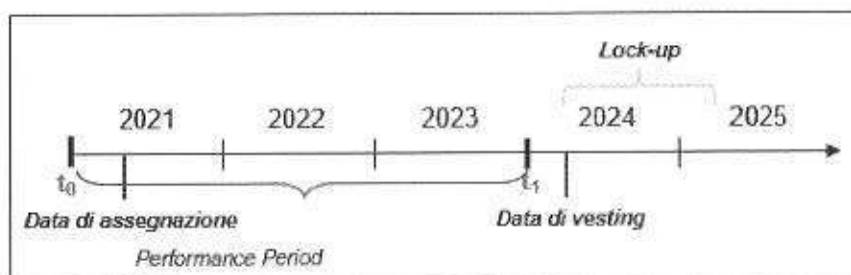 Lock-up
2021 2022 2023 2024 2025
t0 t1
Data di assegnazione Data di vesting
Performance Period